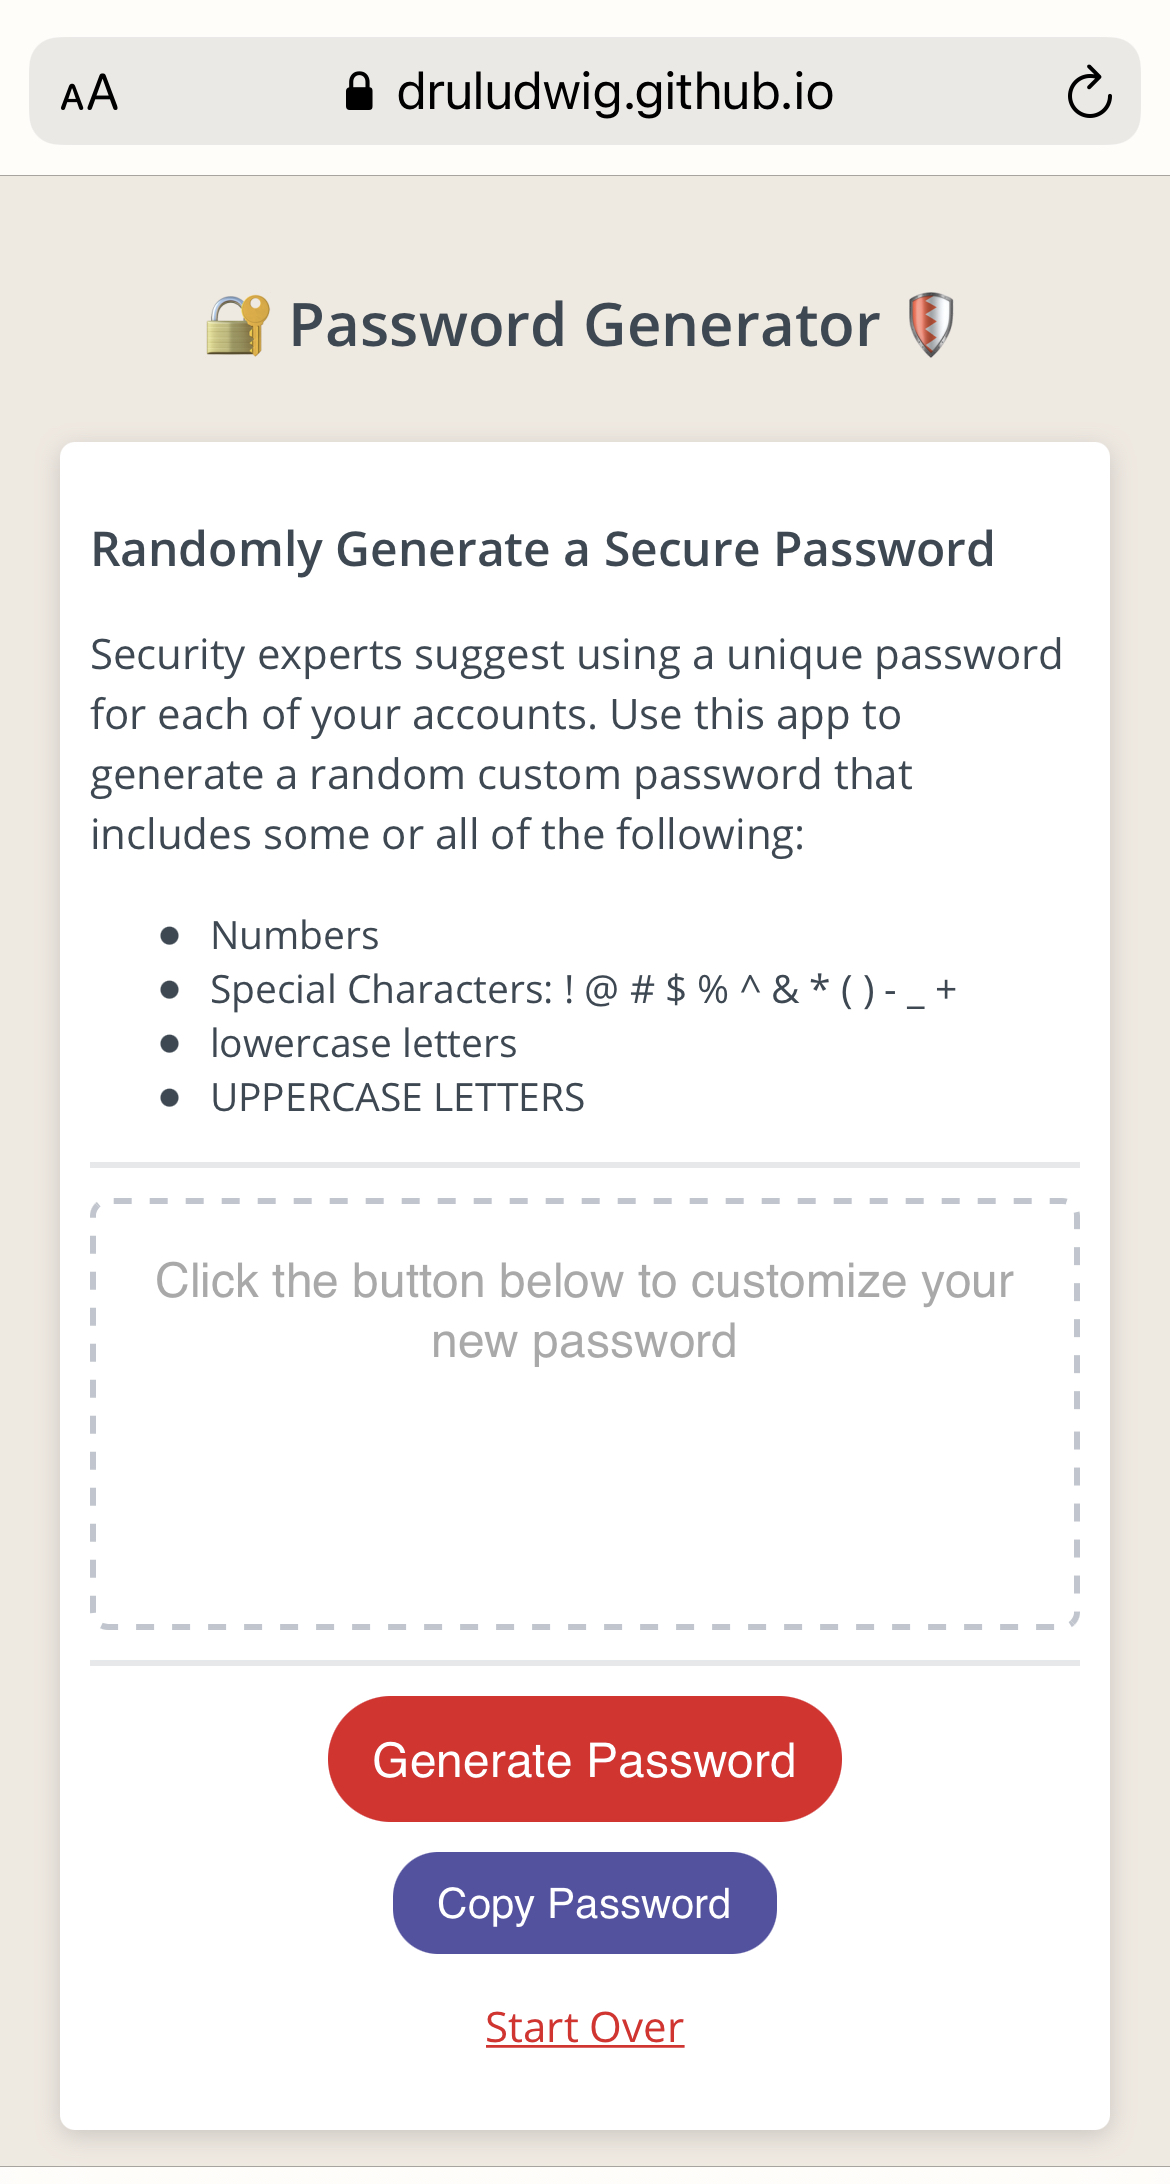 AA druludwig.github.io
🔐 Password Generator 🛡
Randomly Generate a Secure Password
Security experts suggest using a unique password
for each of your accounts. Use this app to
generate a random custom password that
includes some or all of the following:
● Numbers
● Special Characters: ! @ # $ % ^ & * ( ) - _ +
● lowercase letters
● UPPERCASE LETTERS
Click the button below to customize your
new password
Generate Password
Copy Password
Start Over